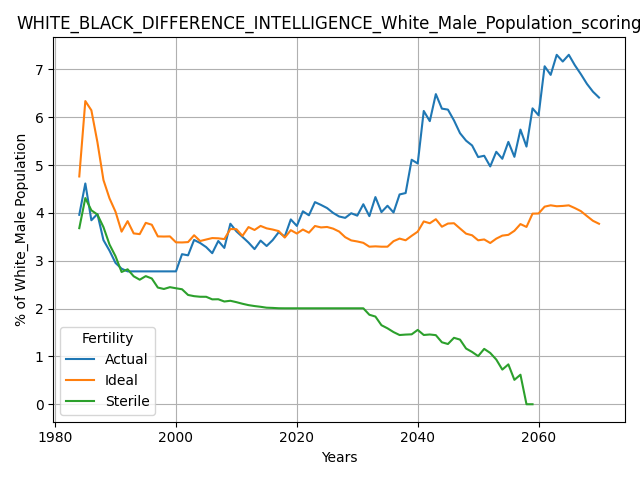 WHITE_BLACK_DIFFERENCE_INTELLIGENCE_White_Male_Population_scoring
% of White_Male Population
7
6
5
4
3
2
1
0
Fertility
Actual
Ideal
Sterile
1980
2000
2020
2040
2060
Years